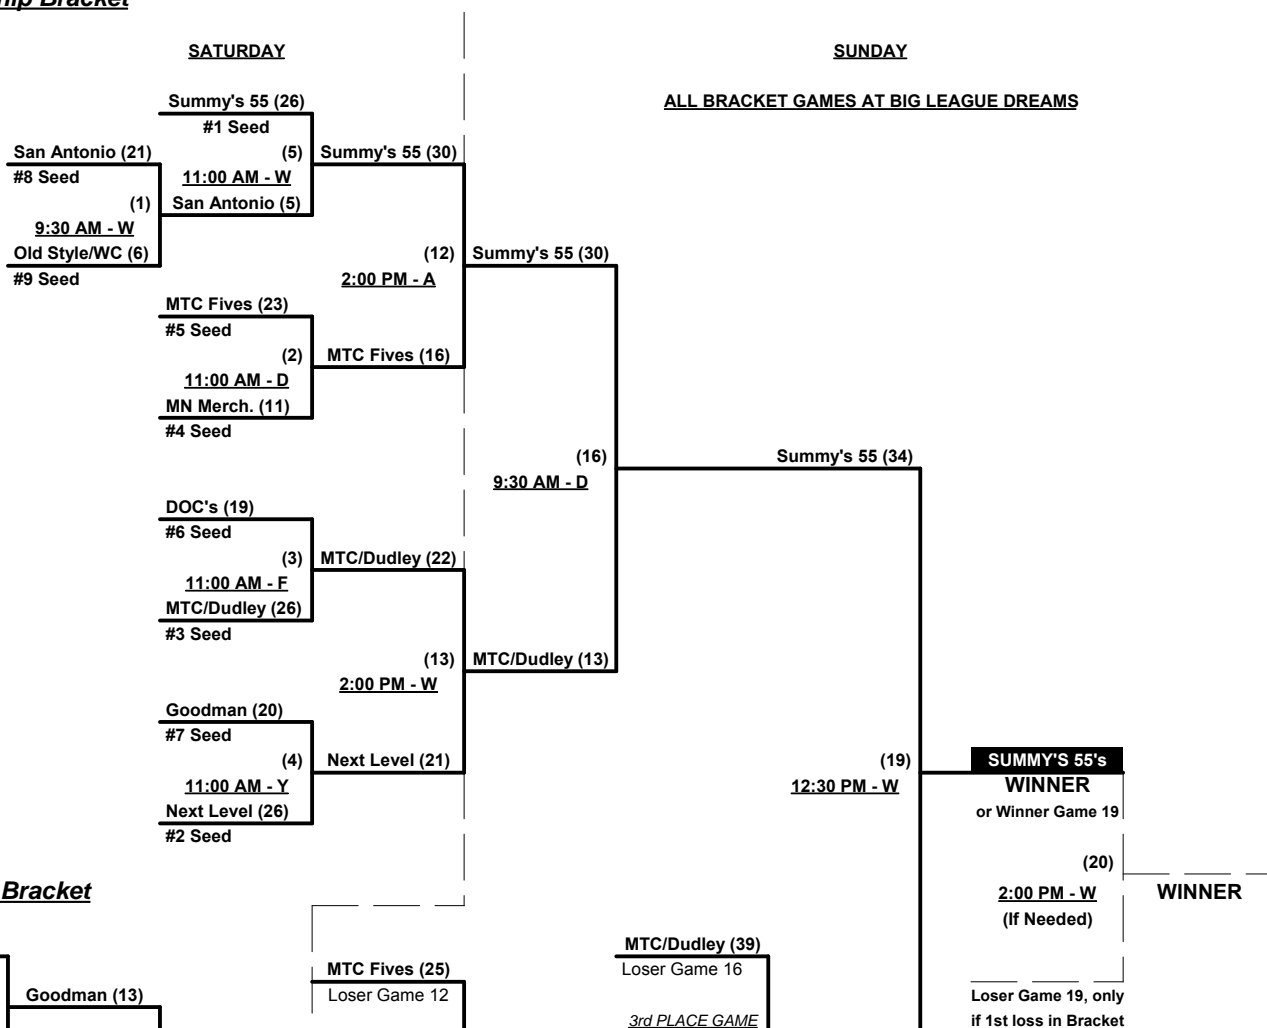 Bracket
SATURDAY
SUNDAY
Summy's 55 (26)
ALL BRACKET GAMES AT BIG LEAGUE DREAMS
#1 Seed
San Antonio (21)
(5)
Summy's 55 (30)
#8 Seed
11:00 AM - W
(1)
San Antonio (5)
9:30 AM - W
Old Style/WC (6)
(12)
Summy's 55 (30)
#9 Seed
2:00 PM - A
MTC Fives (23)
#5 Seed
(2)
MTC Fives (16)
11:00 AM - D
MN Merch. (11)
#4 Seed
(16)
Summy's 55 (34)
9:30 AM - D
DOC's (19)
#6 Seed
(3)
MTC/Dudley (22)
11:00 AM - F
MTC/Dudley (26)
#3 Seed
(13)
MTC/Dudley (13)
2:00 PM - W
Goodman (20)
#7 Seed
(4)
Next Level (21)
(19)
SUMMY'S 55's
11:00 AM - Y
12:30 PM - W
WINNER
Next Level (26)
or Winner Game 19
#2 Seed
(20)
Bracket
2:00 PM - W
WINNER
(If Needed)
MTC/Dudley (39)
MTC Fives (25)
Loser Game 16
Goodman (13)
Loser Game 12
Loser Game 19, only
3rd PLACE GAME
if 1st loss in Bracket